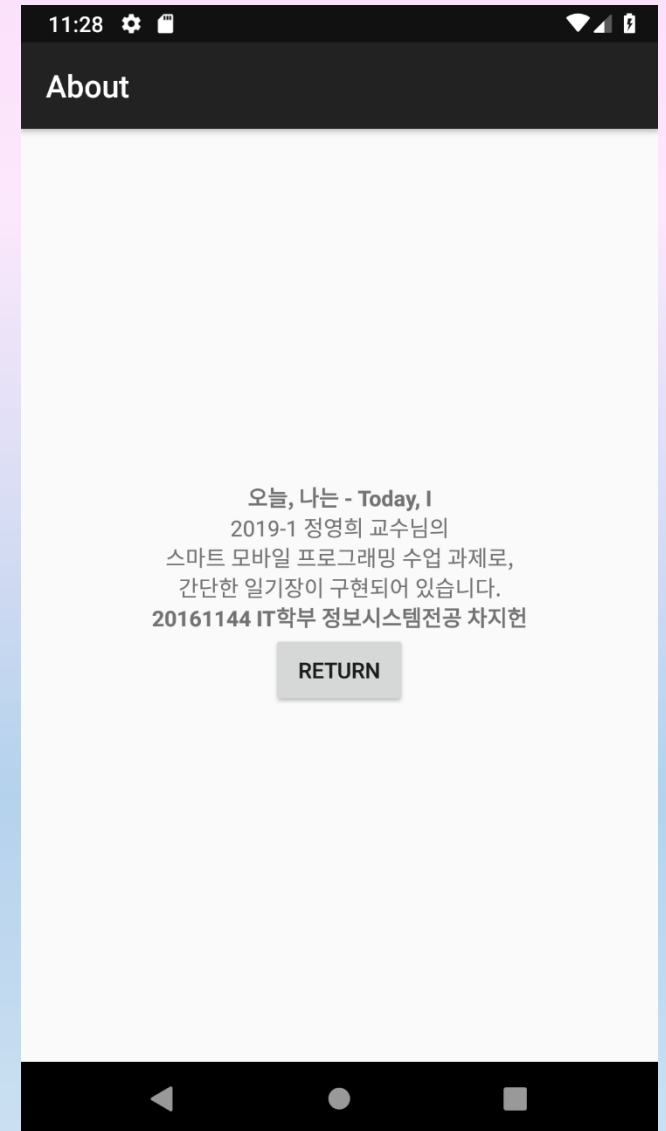 11:28
About
오늘, 나는 - Today, I
2019-1 정영희 교수님의
스마트 모바일 프로그래밍 수업 과제로,
간단한 일기장이 구현되어 있습니다.
20161144 IT학부 정보시스템전공 차지헌
RETURN